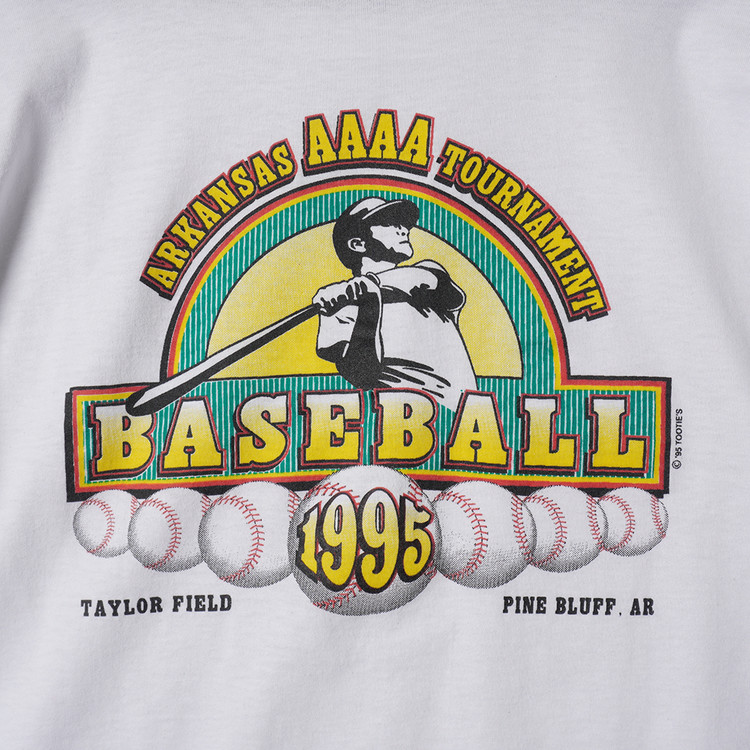 ARKANSAS AAAA TOURNAMENT
BASEBALL
© '95 TOOTIE'S
1995
TAYLOR FIELD
PINE BLUFF, AR